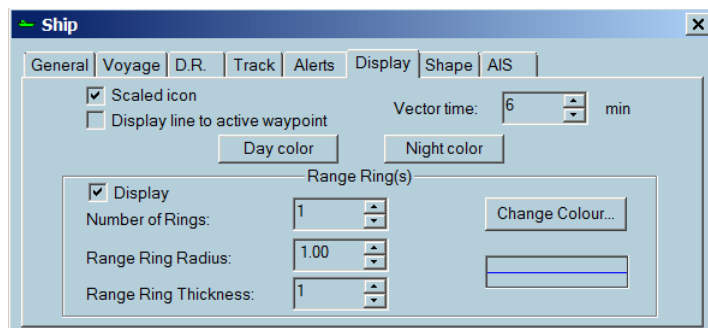 Ship
General Voyage D.R. Track Alerts Display Shape AIS
Scaled icon
Vector time: 6 min
Display line to active waypoint
Day color Night color
Range Ring(s)
Display
Number of Rings: 1 Change Colour...
Range Ring Radius: 1.00
Range Ring Thickness: 1